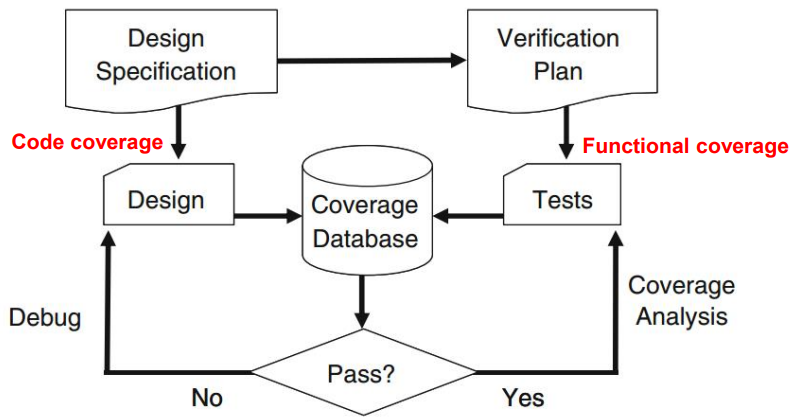 Design
Specification
Verification
Plan
Code coverage
Functional coverage
Design
Coverage
Database
Tests
Debug
Coverage
Analysis
Pass?
No
Yes